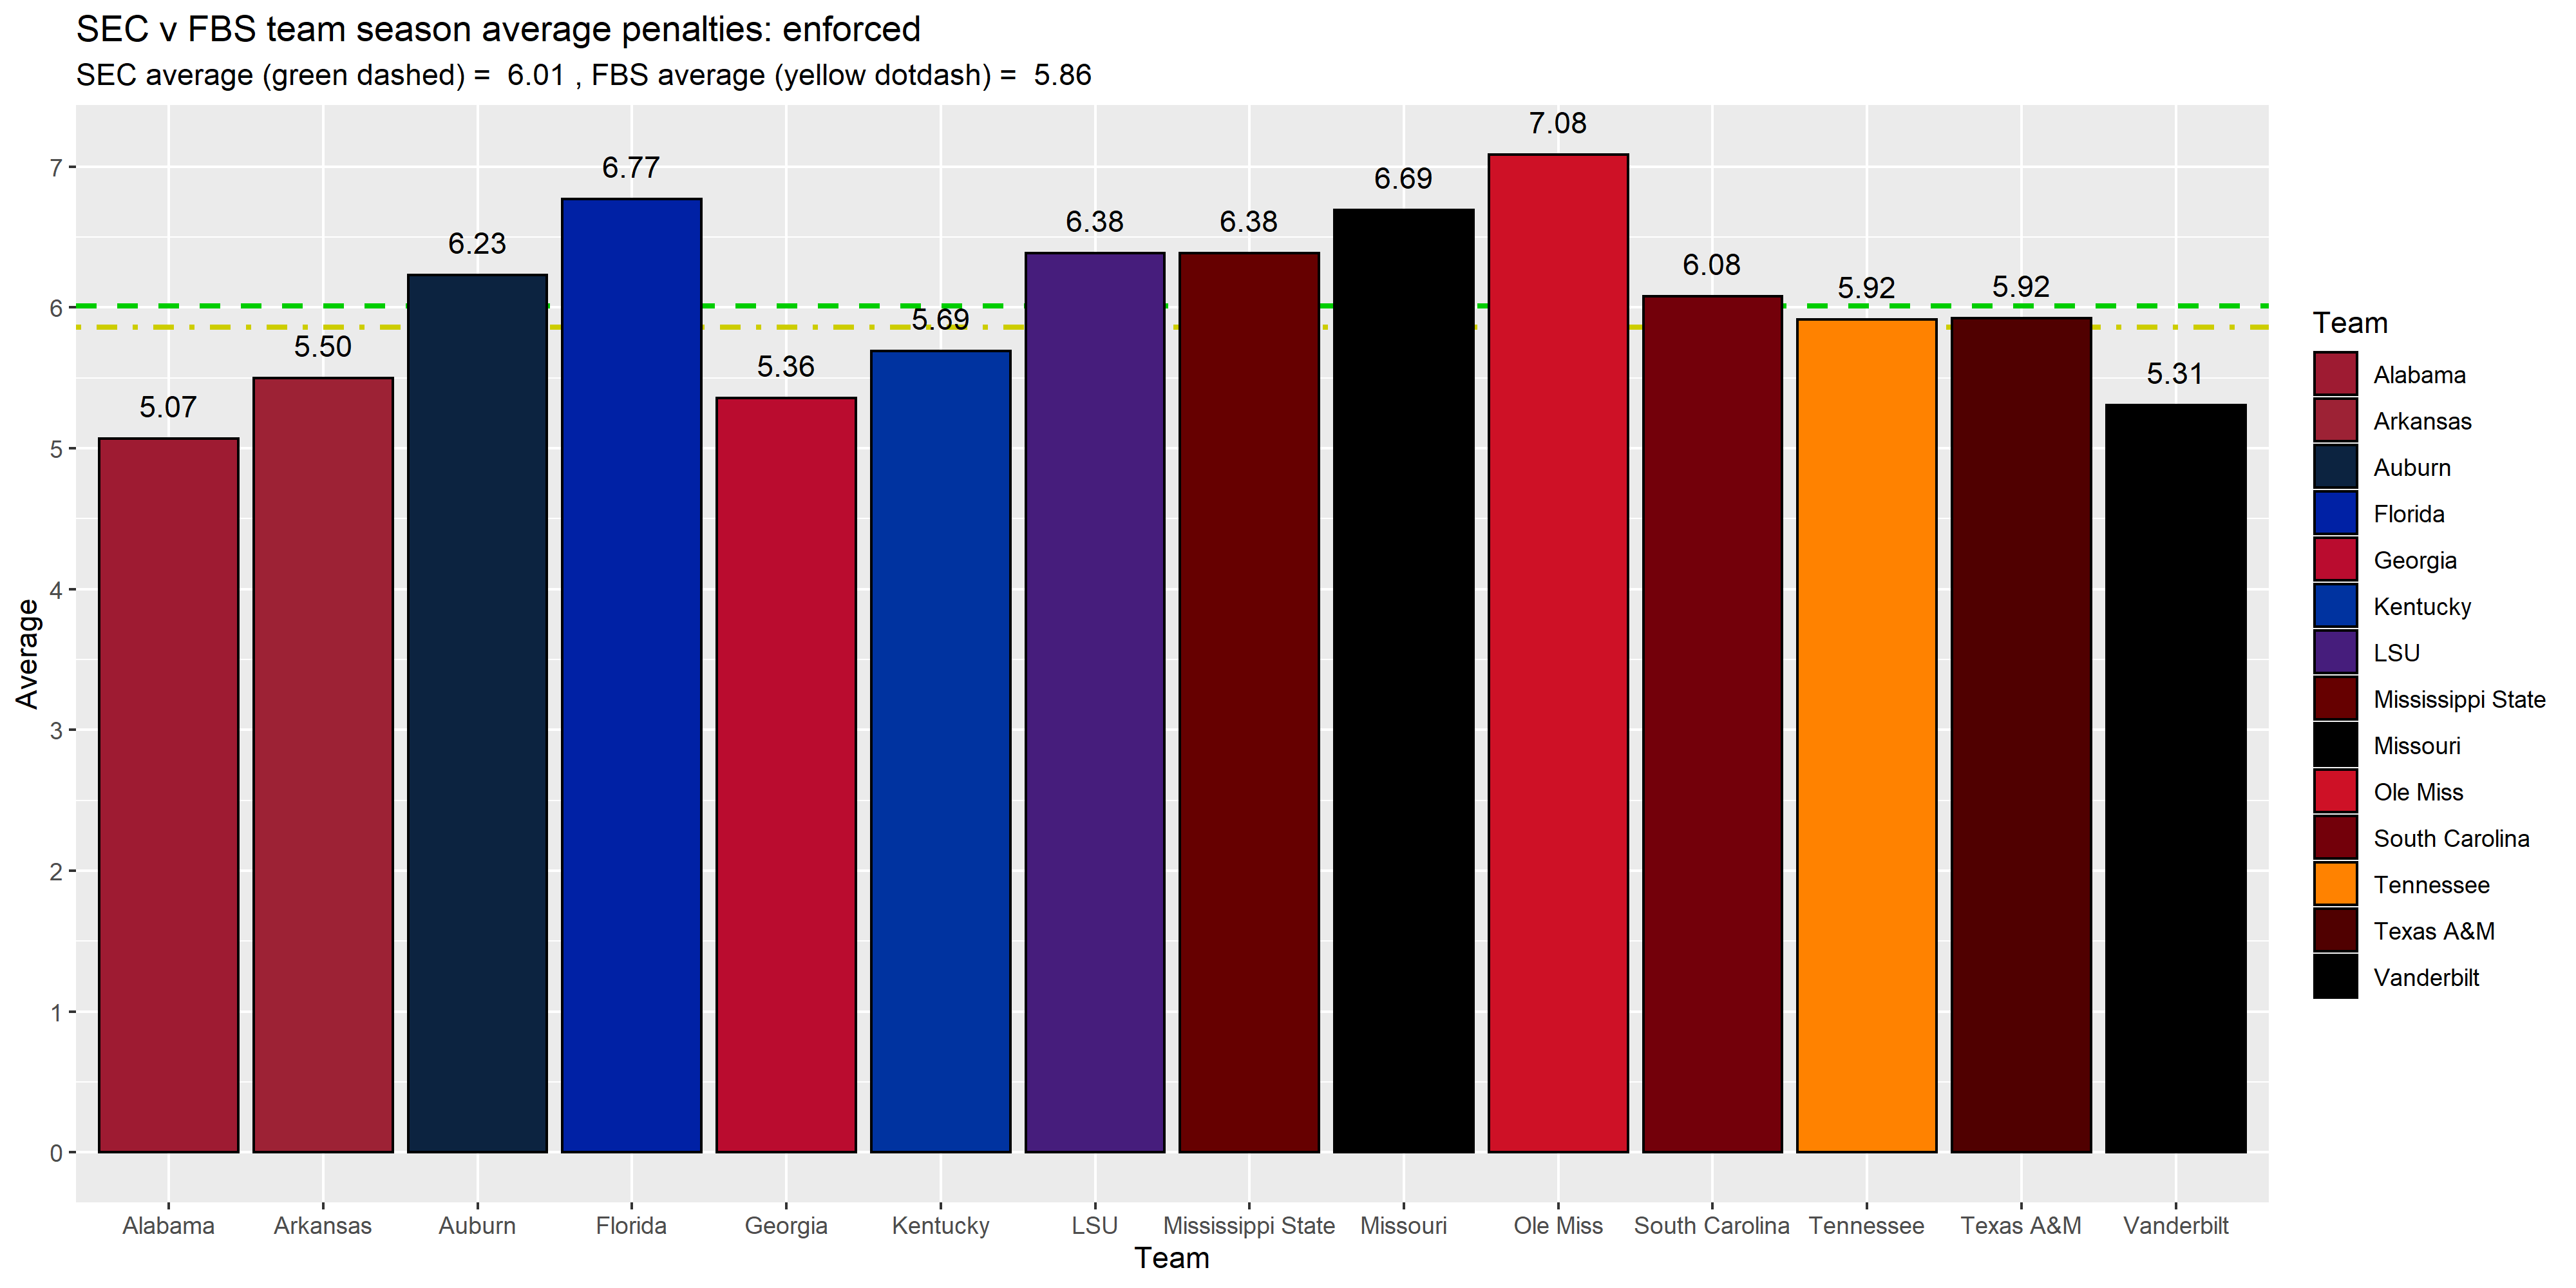 SEC v FBS team season average penalties: enforced
SEC average (green dashed) =  6.01 , FBS average (yellow dotdash) =  5.86
7.08
6.77
6.69
6.38
6.38
6.23
6.08
5.92
5.92
5.69
5.50
5.36
5.31
5.07
7
6
5
4
3
2
1
0
Average
Alabama
Arkansas
Auburn
Florida
Georgia
Kentucky
LSU
Mississippi State
Missouri
Ole Miss
South Carolina
Tennessee
Texas A&M
Vanderbilt
Team
Team
Alabama
Arkansas
Auburn
Florida
Georgia
Kentucky
LSU
Mississippi State
Missouri
Ole Miss
South Carolina
Tennessee
Texas A&M
Vanderbilt